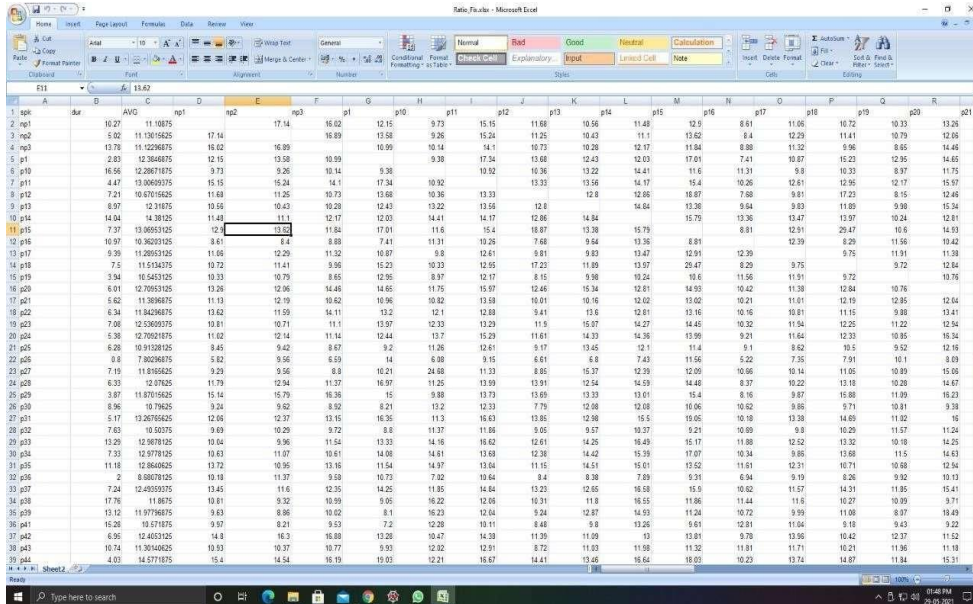 Ratio_Fix.xlsx - Microsoft Excel
Home Insert Page Layout Formulas Data Review View
Cut
Copy
Format Painter
Paste
Clipboard
Arial 10
Font
Wrap Text
Merge & Center
Alignment
General
Number
Conditional Formatting
Format as Table
Normal Bad Good Neutral Calculation
Check Cell Explanatory... Input Linked Cell Note
Styles
Insert Delete Format
Cells
AutoSum
Fill
Clear
Sort & Filter
Find & Select
Editing
E11 fx 13.62
A B C D E F G H I J K L M N O P Q R
1 spk dur AVG np1 np2 np3 p1 p10 p11 p12 p13 p14 p15 p16 p17 p18 p19 p20 p21
2 np1 10.27 11.10875 17.14 16.02 12.15 9.73 15.15 11.68 10.56 11.48 12.9 8.61 11.06 10.72 10.33 13.26
3 np2 5.02 11.13015625 17.14 16.89 13.58 9.26 15.24 11.25 10.43 11.1 13.62 8.4 12.29 11.41 10.79 12.06
4 np3 13.78 11.12296875 16.02 16.89 10.99 10.14 14.1 10.73 10.28 12.17 11.84 8.88 11.32 9.96 8.65 14.46
5 p1 2.83 12.3846875 12.15 13.58 10.99 9.38 17.34 13.68 12.43 12.03 17.01 7.41 10.87 15.23 12.95 14.65
6 p10 16.56 12.28671875 9.73 9.26 10.14 9.38 10.92 10.36 13.22 14.41 11.6 11.31 9.8 10.33 8.97 11.75
7 p11 4.47 13.00609375 15.15 15.24 14.1 17.34 10.92 13.33 13.56 14.17 15.4 10.26 12.61 12.95 12.17 15.97
8 p12 7.21 10.67015625 11.68 11.25 10.73 13.68 10.36 13.33 12.8 12.86 18.87 7.68 9.81 17.23 8.15 12.46
9 p13 8.97 12.31875 10.56 10.43 10.28 12.43 13.22 13.56 12.8 14.84 13.38 9.64 9.83 11.89 9.98 15.34
10 p14 14.04 14.38125 11.48 11.1 12.17 12.03 14.41 14.17 12.86 14.84 15.79 13.36 13.47 13.97 10.24 12.81
11 p15 7.37 13.06953125 12.9 13.62 11.84 17.01 11.6 15.4 18.87 13.38 15.79 8.81 12.91 29.47 10.6 14.93
12 p16 10.97 10.36203125 8.61 8.4 8.88 7.41 11.31 10.26 7.68 9.64 13.36 8.81 12.39 8.29 11.56 10.42
13 p17 9.39 11.28953125 11.06 12.29 11.32 10.87 9.8 12.61 9.81 9.83 13.47 12.91 12.39 9.75 11.91 11.38
14 p18 7.5 11.5134375 10.72 11.41 9.96 15.23 10.33 12.95 17.23 11.89 13.97 29.47 8.29 9.75 9.72 12.84
15 p19 3.94 10.5453125 10.33 10.79 8.65 12.95 8.97 12.17 8.15 9.98 10.24 10.6 11.56 11.91 9.72 10.76
16 p20 6.01 12.70953125 13.26 12.06 14.46 14.65 11.75 15.97 12.46 15.34 12.81 14.93 10.42 11.38 12.84 10.76
17 p21 5.62 11.3896875 11.13 12.19 10.62 10.96 10.82 13.58 10.01 10.16 12.02 13.02 10.21 11.01 12.19 12.85 12.04
18 p22 6.34 11.84296875 13.62 11.59 14.11 13.2 12.1 12.88 9.41 13.6 12.81 13.16 10.16 10.81 11.15 9.88 13.41
19 p23 7.08 12.53609375 10.81 10.71 11.1 13.97 12.33 13.29 11.9 15.07 14.27 14.45 10.32 11.94 12.25 11.22 12.94
20 p24 5.38 12.70921875 11.02 12.14 11.14 12.44 13.7 15.29 11.61 14.33 14.36 13.99 9.21 11.64 12.33 10.85 16.34
21 p25 6.28 10.91328125 8.45 9.42 8.67 9.2 11.26 12.61 9.17 13.45 12.1 11.4 9.1 8.62 10.5 9.52 12.16
22 p26 0.8 7.80296875 5.82 9.56 6.59 14 6.08 9.15 6.61 6.8 7.43 11.56 5.22 7.35 7.91 10.1 8.09
23 p27 7.19 11.8165625 9.29 9.56 8.8 10.21 24.68 11.33 8.85 15.37 12.39 12.09 10.66 10.14 11.05 10.89 15.06
24 p28 6.33 12.07625 11.79 12.94 11.37 16.97 11.25 13.99 13.91 12.54 14.59 14.48 8.37 10.22 13.18 10.28 14.67
25 p29 3.87 11.87015625 15.14 15.79 16.36 15 9.88 13.73 13.69 13.33 13.01 15.4 8.16 9.87 15.88 11.09 16.23
26 p30 8.96 10.79625 9.24 9.62 8.92 8.21 13.2 12.33 7.79 12.08 12.08 10.06 10.62 9.86 9.71 10.81 9.38
27 p31 5.17 13.26765625 12.06 12.37 13.15 16.35 11.3 16.63 13.85 12.98 15.5 19.05 10.18 13.38 14.69 11.02 16
28 p32 7.63 10.50375 9.69 10.29 9.72 8.8 11.37 11.86 9.05 9.57 10.37 9.21 10.89 9.8 10.29 11.57 11.24
29 p33 13.29 12.9878125 10.04 9.96 11.54 13.33 14.16 16.62 12.61 14.25 16.49 15.17 11.88 12.52 13.32 10.18 14.25
30 p34 7.33 12.9778125 10.63 11.07 10.61 14.08 14.61 13.68 12.38 14.42 15.39 17.07 10.34 9.86 13.68 11.5 14.63
31 p35 11.18 12.8640625 13.72 10.95 13.16 11.54 14.97 13.04 11.15 14.51 15.01 13.52 11.61 12.31 10.71 10.68 12.94
32 p36 2 8.68078125 10.18 11.37 9.58 10.73 7.02 10.64 8.4 8.38 7.89 9.31 6.94 9.19 8.26 9.92 10.13
33 p37 7.24 12.49359375 13.45 11.6 12.35 14.25 11.85 14.84 13.23 12.65 16.58 15.9 10.62 11.57 14.31 11.85 15.41
34 p38 17.76 11.8675 10.81 9.32 10.99 9.05 16.22 12.06 10.31 11.8 16.55 11.86 11.44 11.6 10.27 10.09 9.71
35 p39 13.12 11.97796875 9.63 8.86 10.02 8.1 16.23 12.04 9.24 12.87 14.93 11.24 10.72 9.99 11.08 8.07 18.49
36 p41 15.28 10.571875 9.97 8.21 9.53 7.2 12.28 10.11 8.48 9.8 13.26 9.61 12.81 11.04 9.18 9.43 9.22
37 p42 6.95 12.4053125 14.8 16.3 16.88 13.28 10.47 14.38 11.39 11.09 13 13.81 9.78 13.96 10.42 12.37 11.52
38 p43 10.74 11.30140625 10.93 10.37 10.77 9.93 12.02 12.91 8.72 11.03 11.98 11.32 11.81 11.71 10.21 11.96 11.18
39 p44 4.03 14.5771875 15.4 14.54 16.19 19.03 12.21 16.67 14.41 13.46 16.64 18.03 10.23 13.74 14.87 11.84 15.31
Sheet2
Ready 100%
Type here to search
01:48 PM
29-05-2021